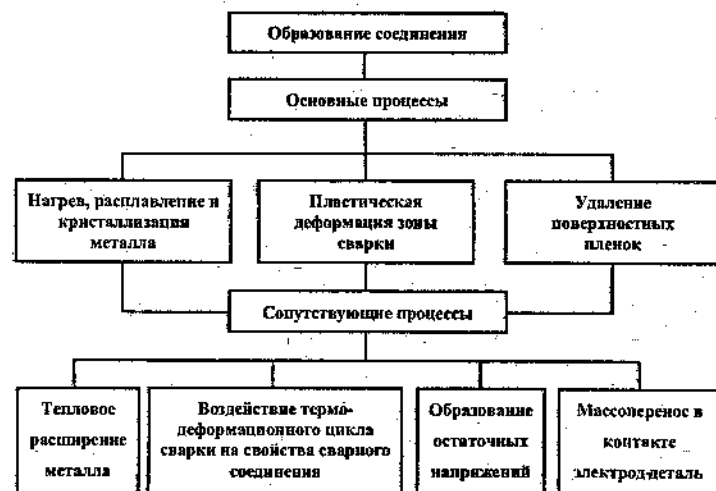 Образование соединения
Основные процессы
Нагрев, расплавление и
кристаллизация
металла
Пластическая
деформация зоны
сварки
Удаление
поверхностных
пленок
Сопутствующие процессы
Тепловое
расширение
металла
Воздействие термо-
деформационного цикла
сварки на свойства сварного
соединения
Образование
остаточных
напряжений
Массоперенос в
контакте
электрод-деталь